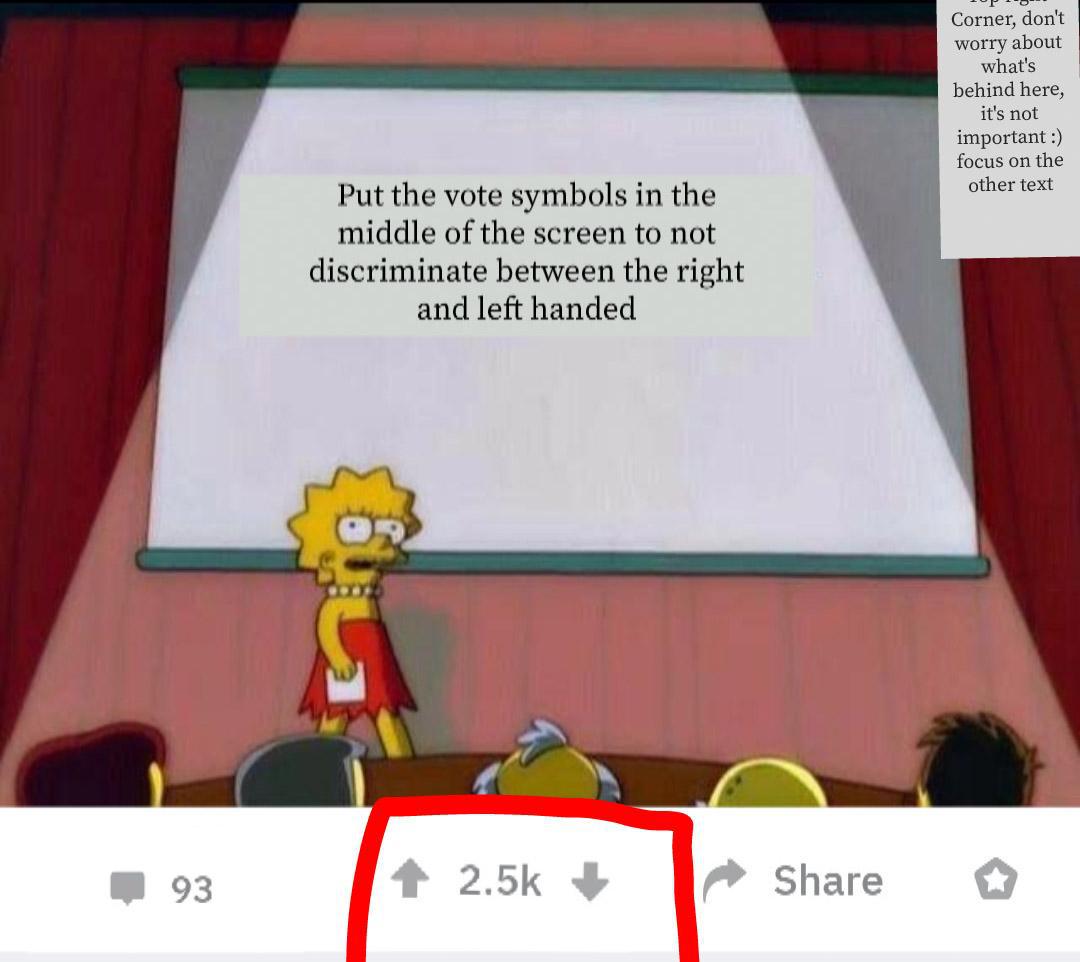 Corner, don't
worry about
what's
behind here,
it's not
important :)
focus on the
other text
Put the vote symbols in the
middle of the screen to not
discriminate between the right
and left handed
93
2.5k
Share